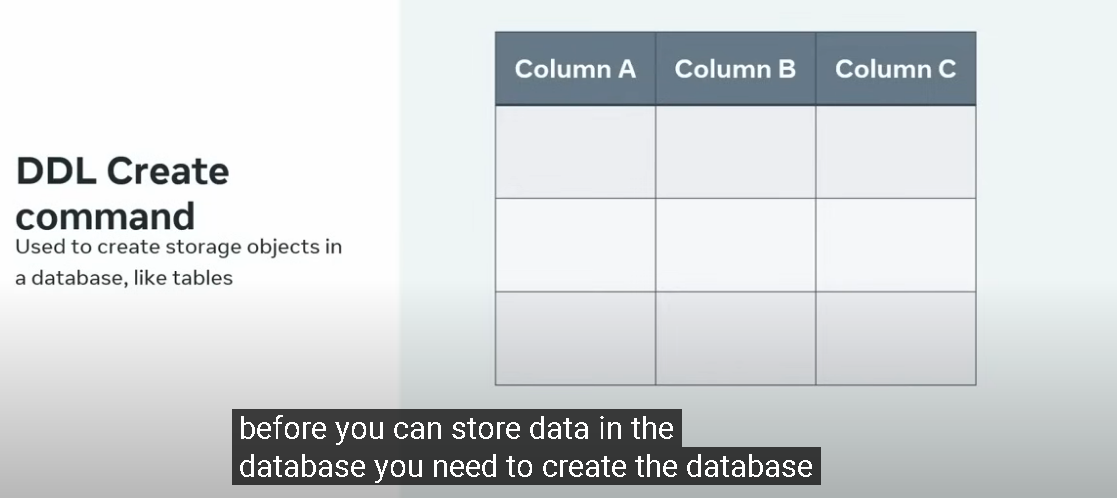 DDL Create
command
Used to create storage objects in
a database, like tables
Column A Column B Column C
before you can store data in the
database you need to create the database